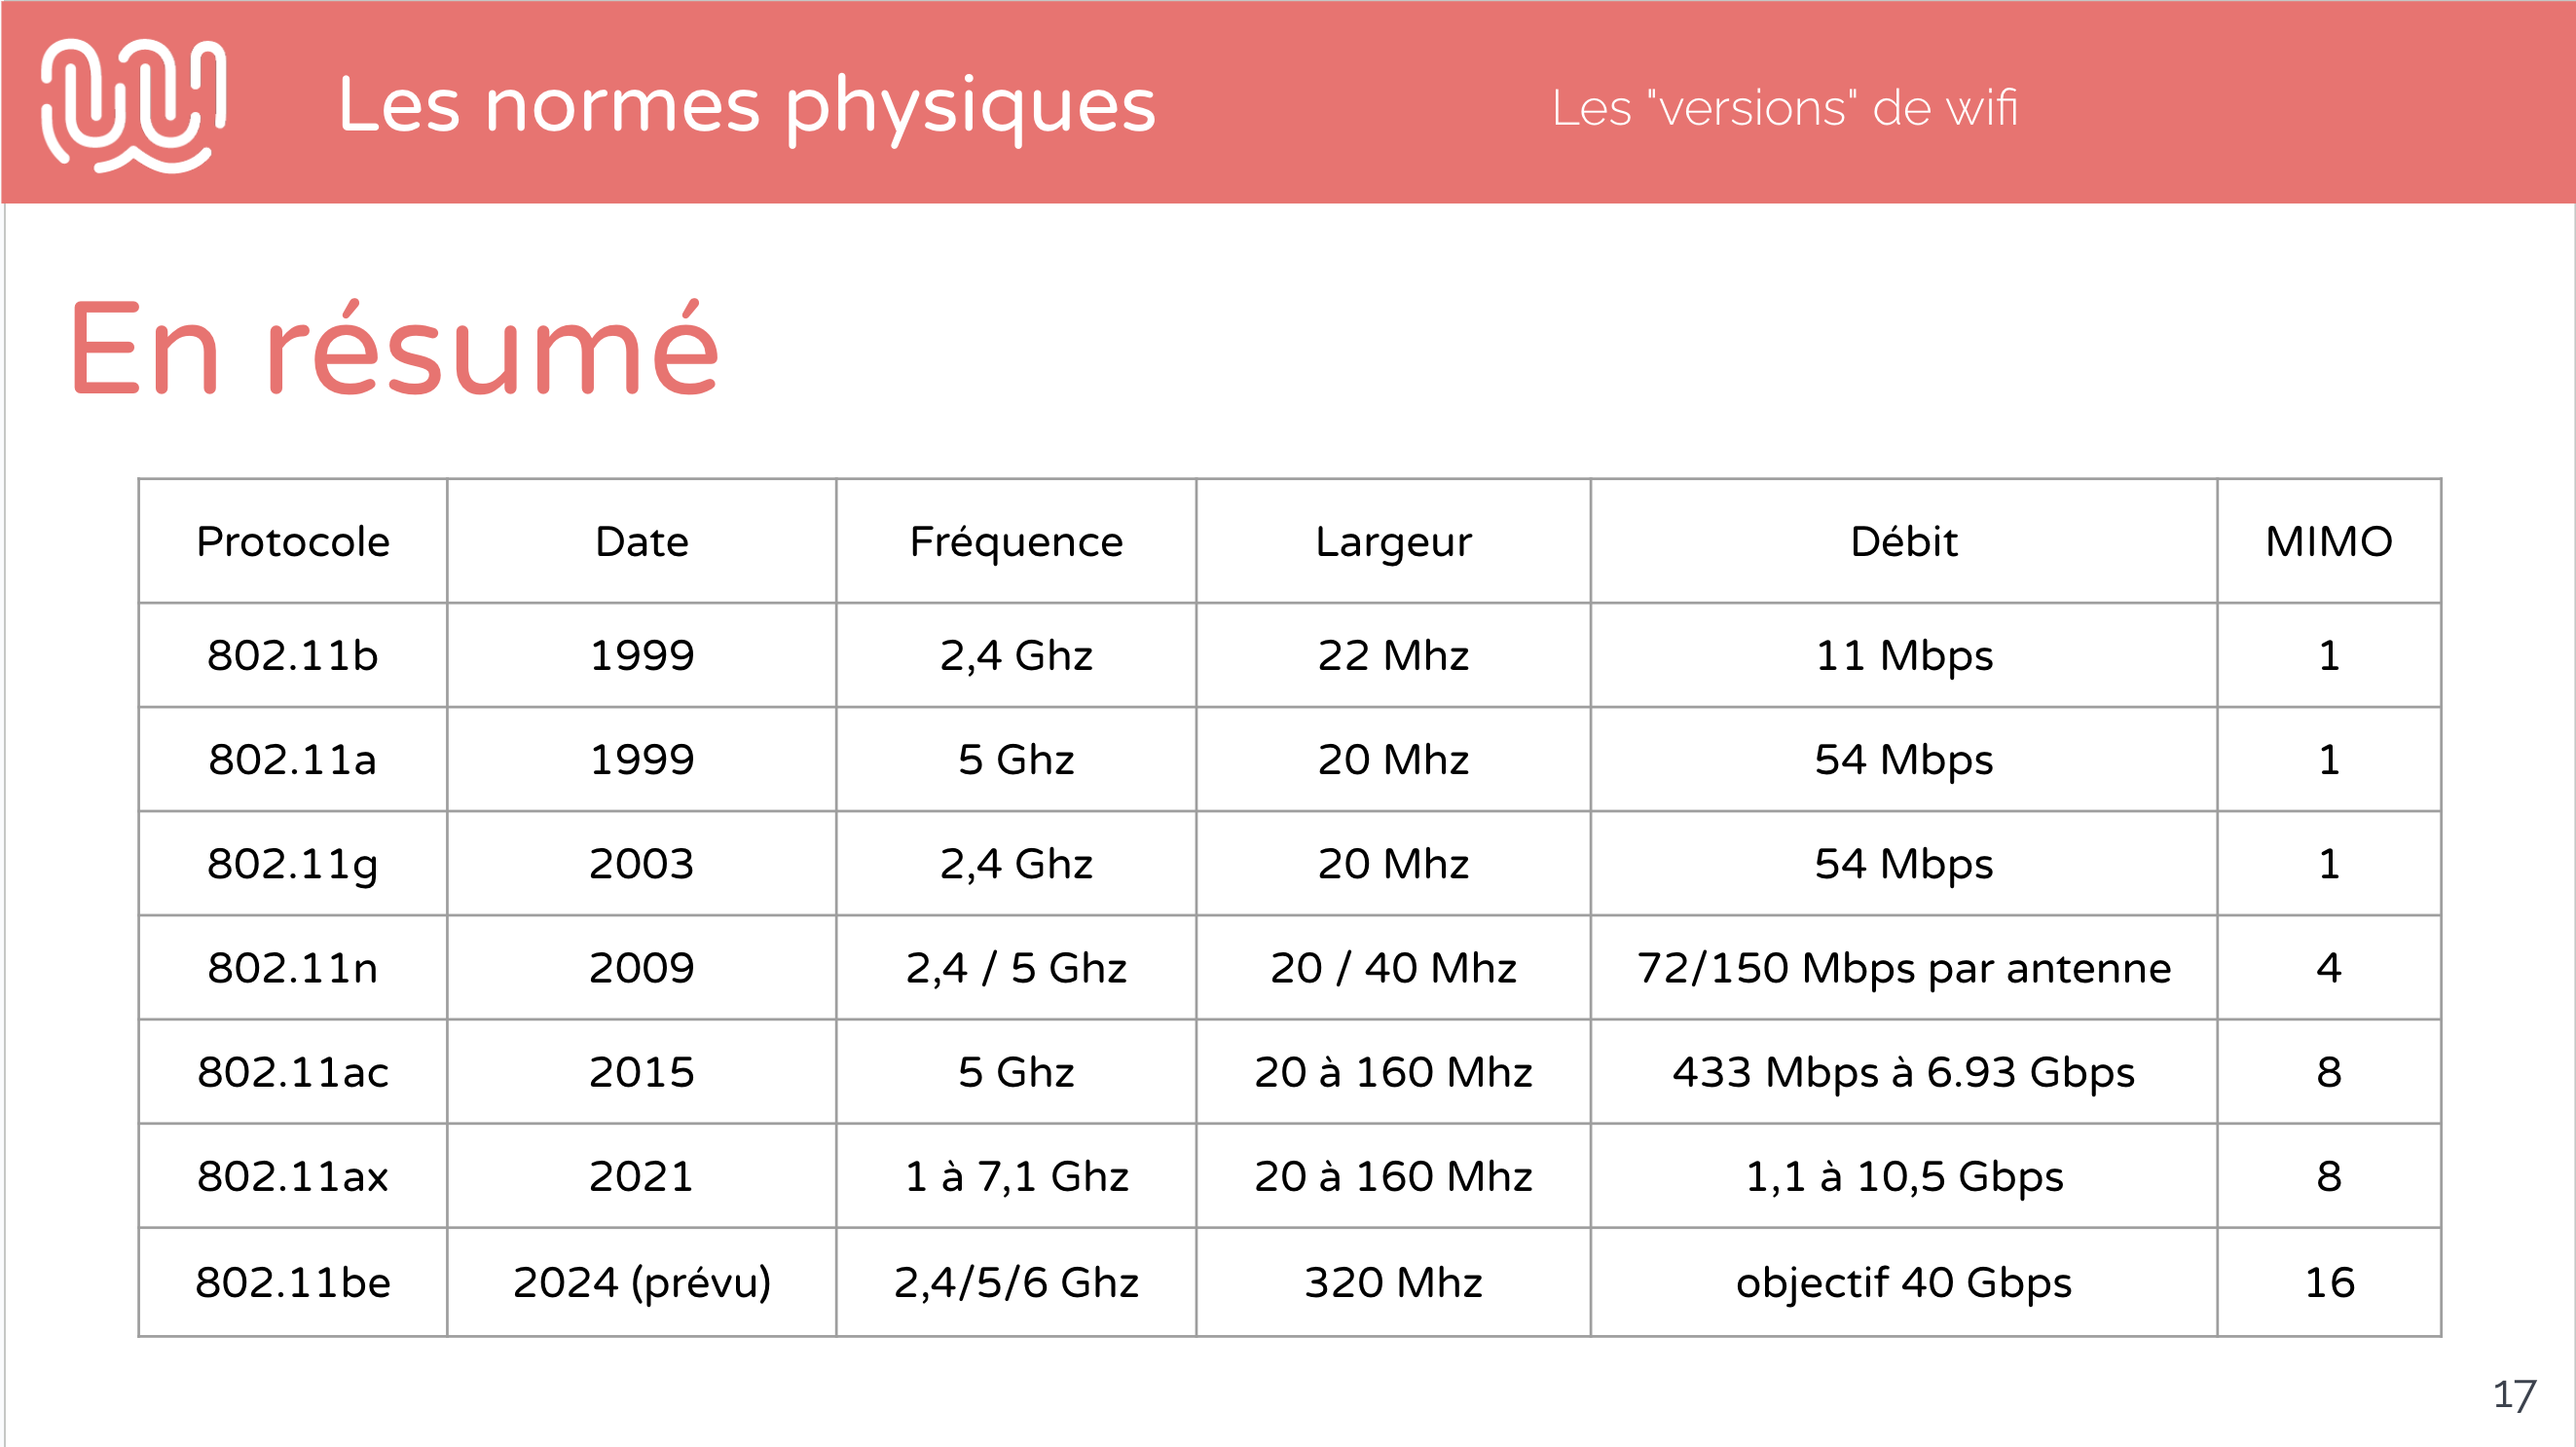 Les normes physiques
Les "versions" de wifi
En résumé
Protocole Date Fréquence Largeur Débit MIMO
802.11b 1999 2,4 Ghz 22 Mhz 11 Mbps 1
802.11a 1999 5 Ghz 20 Mhz 54 Mbps 1
802.11g 2003 2,4 Ghz 20 Mhz 54 Mbps 1
802.11n 2009 2,4 / 5 Ghz 20 / 40 Mhz 72/150 Mbps par antenne 4
802.11ac 2015 5 Ghz 20 à 160 Mhz 433 Mbps à 6.93 Gbps 8
802.11ax 2021 1 à 7,1 Ghz 20 à 160 Mhz 1,1 à 10,5 Gbps 8
802.11be 2024 (prévu) 2,4/5/6 Ghz 320 Mhz objectif 40 Gbps 16
17